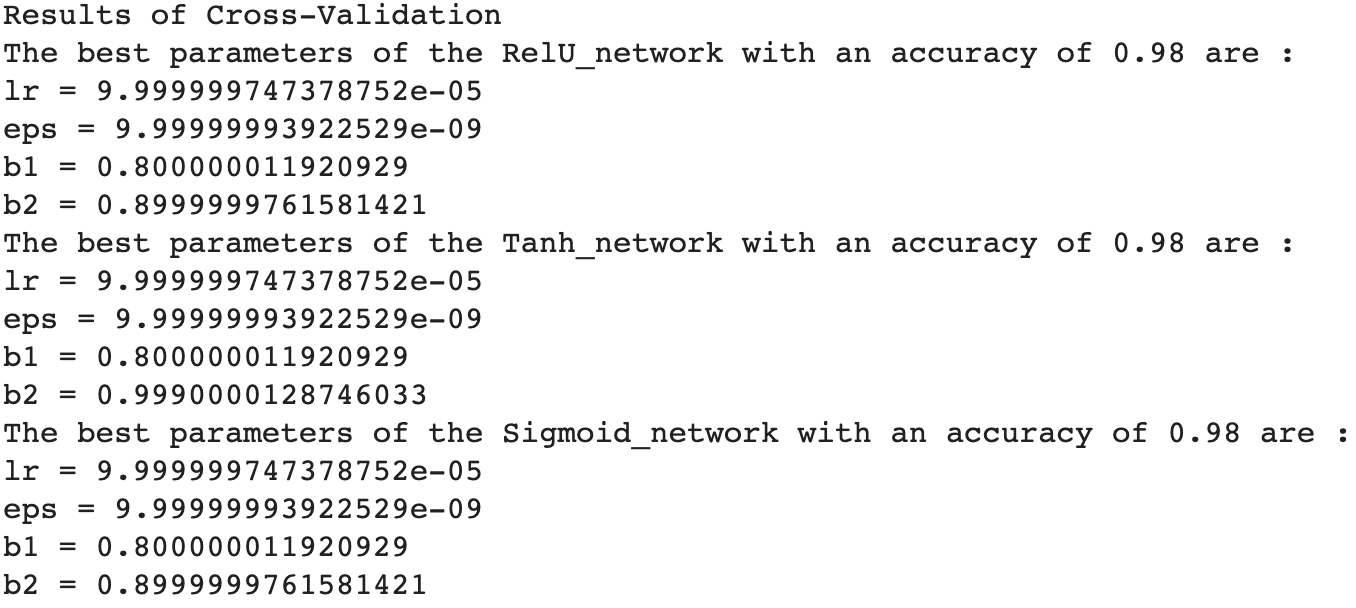 Results of Cross-Validation
The best parameters of the RelU_network with an accuracy of 0.98 are :
lr = 9.999999747378752e-05
eps = 9.99999993922529e-09
b1 = 0.800000011920929
b2 = 0.8999999761581421
The best parameters of the Tanh_network with an accuracy of 0.98 are :
lr = 9.999999747378752e-05
eps = 9.99999993922529e-09
b1 = 0.800000011920929
b2 = 0.9990000128746033
The best parameters of the Sigmoid_network with an accuracy of 0.98 are :
lr = 9.999999747378752e-05
eps = 9.99999993922529e-09
b1 = 0.800000011920929
b2 = 0.8999999761581421